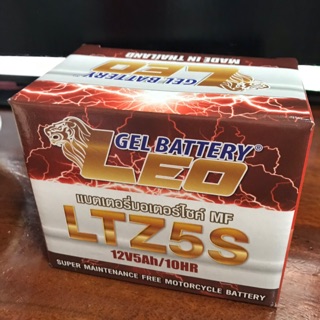 GEL BATTERY
LEO
MADE IN THAILAND
GEL BATTERY®
LEO
แบตเตอรี่มอเตอร์ไซค์ MF
LTZ5S
12V5Ah/10HR
SUPER MAINTENANCE FREE MOTORCYCLE BATTERY